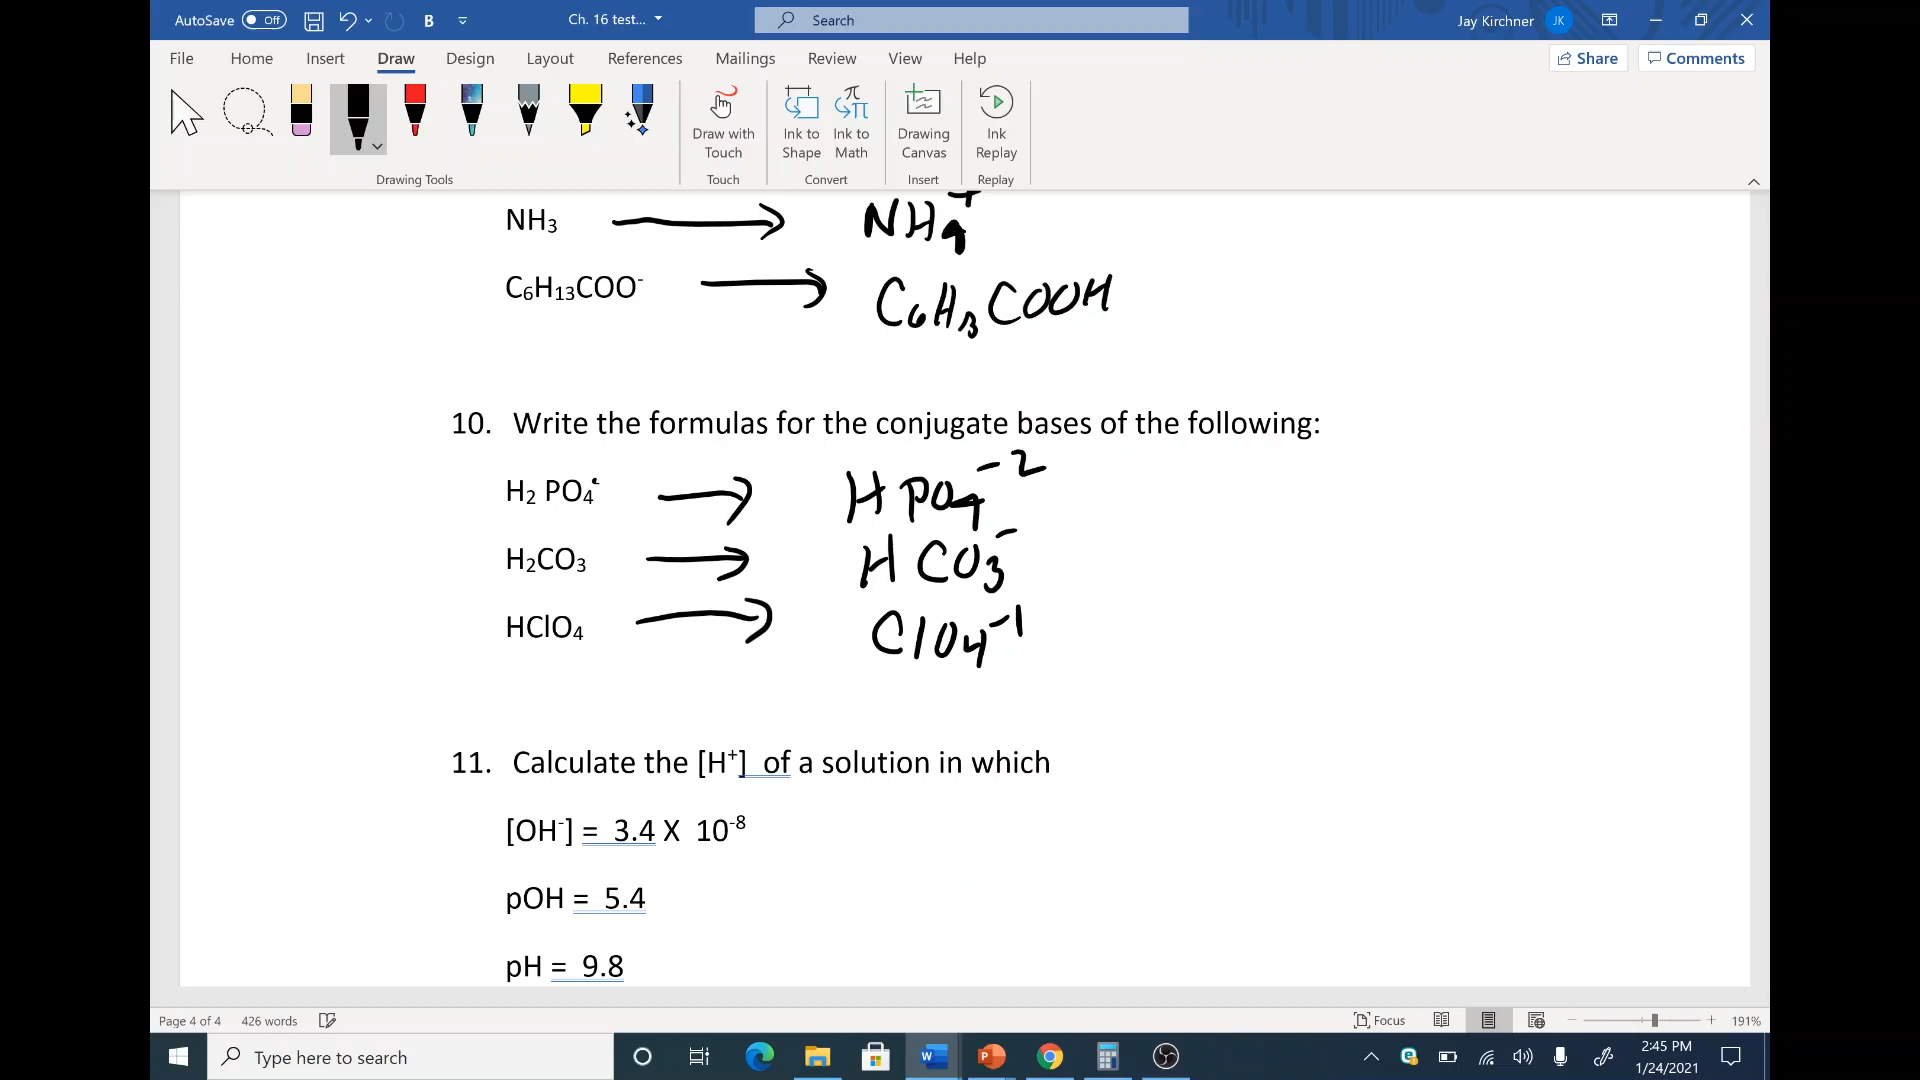 AutoSave Off B Ch. 16 test... Search Jay Kirchner JK
File Home Insert Draw Design Layout References Mailings Review View Help Share Comments
Draw with Touch Ink to Shape Ink to Math Drawing Canvas Ink Replay
Drawing Tools Touch Convert Insert Replay
NH₃ → NH₄⁺
C₆H₁₃COO⁻ → C₆H₁₃COOH
10. Write the formulas for the conjugate bases of the following:
H₂ PO₄⁻ → HPO₄⁻²
H₂CO₃ → HCO₃⁻
HClO₄ → ClO₄⁻¹
11. Calculate the [H⁺] of a solution in which
[OH⁻] = 3.4 X 10⁻⁸
pOH = 5.4
pH = 9.8
Page 4 of 4 426 words Focus 191%
Type here to search 2:45 PM
1/24/2021